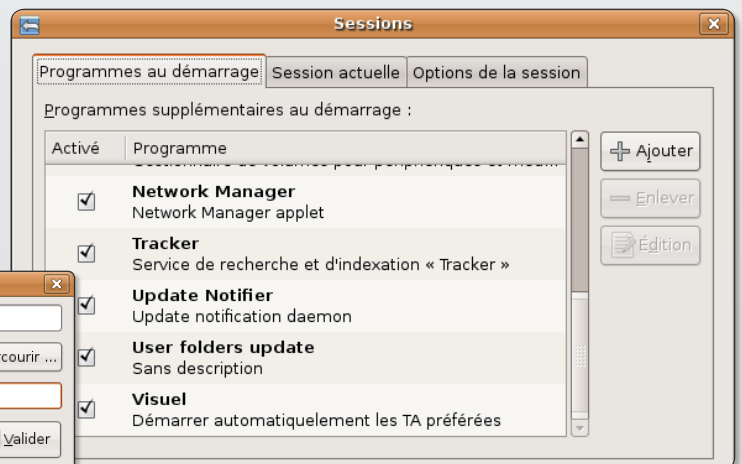 Sessions
Programmes au démarrage
Session actuelle
Options de la session
Programmes supplémentaires au démarrage :
Activé
Programme
Ajouter
Enlever
Édition
Network Manager
Network Manager applet
Tracker
Service de recherche et d'indexation « Tracker »
Update Notifier
Update notification daemon
User folders update
Sans description
Visuel
Démarrer automatiquelement les TA préférées
rcourir ...
Valider